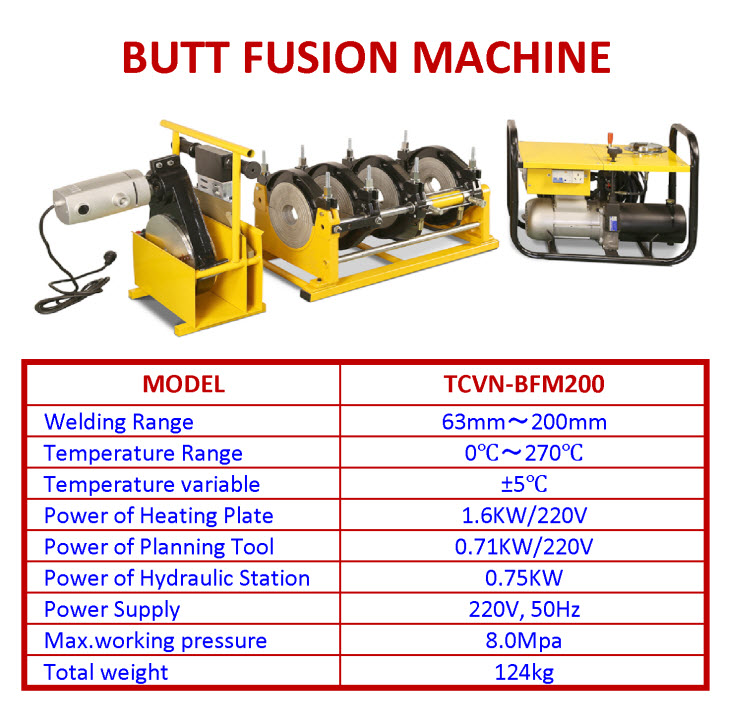 BUTT FUSION MACHINE
MODEL TCVN-BFM200
Welding Range 63mm～200mm
Temperature Range 0℃～270℃
Temperature variable ±5℃
Power of Heating Plate 1.6KW/220V
Power of Planning Tool 0.71KW/220V
Power of Hydraulic Station 0.75KW
Power Supply 220V, 50Hz
Max.working pressure 8.0Mpa
Total weight 124kg